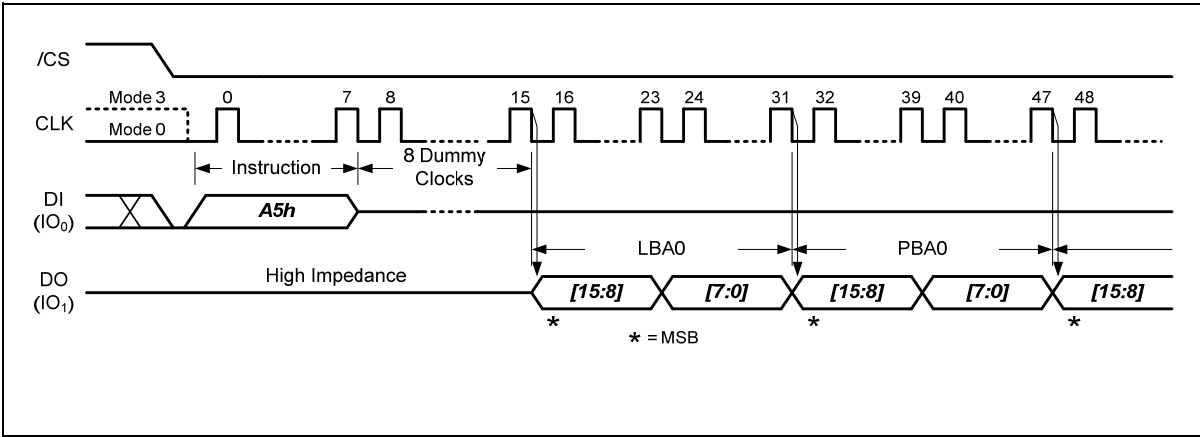 /CS
Mode 3
0 7 8 15 16 23 24 31 32 39 40 47 48
CLK
Mode 0
Instruction
8 Dummy
Clocks
DI
(IO0)
A5h
LBA0
PBA0
DO
(IO1)
High Impedance
[15:8] [7:0] [15:8] [7:0] [15:8]
* * *
* = MSB